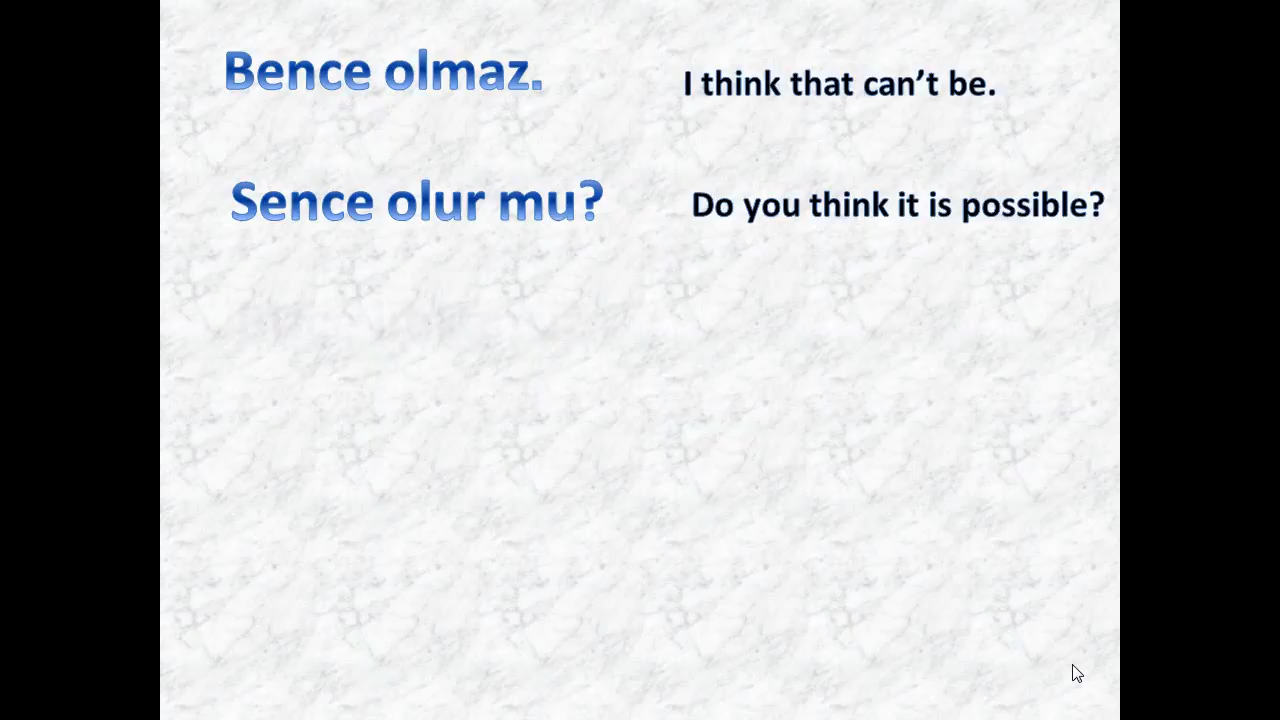 Bence olmaz.
I think that can’t be.
Sence olur mu?
Do you think it is possible?